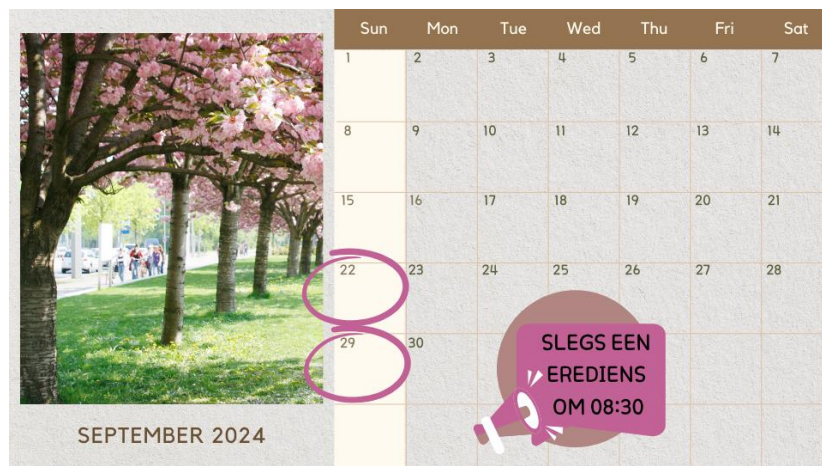 Sun Mon Tue Wed Thu Fri Sat
1 2 3 4 5 6 7
8 9 10 11 12 13 14
15 16 17 18 19 20 21
22 23 24 25 26 27 28
29 30
SLEGS EEN
EREDIENS
OM 08:30
SEPTEMBER 2024